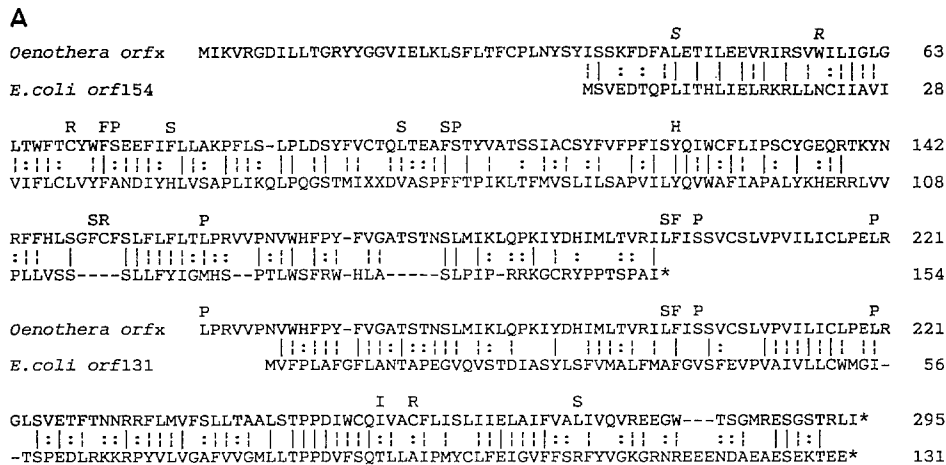 A
S R
Oenothera orfx MIKVRGDILLTGRYYGGVIELKLSFLTFCPLNYSYISSKFDFALETILEEVRIRSVWILIGLG 63
E.coli orf154 MSVEDTQPLITHLIELRKRLLNCIIAVI 28
R FP S S SP H
LTWFTCYWFSEEFIFLLAKPFLS-LPLDSYFVCTQLTEAFSTYVATSSIACSYFVFPFISYQIWCFLIPSCYGEQRTKYN 142
VIFLCLVYFANDIYHLVSAPLIKQLPQGSTMIXXDVASPFFTPIKLTFMVSLILSAPVILYQVWAFIAPALYKHERRLVV 108
SR P SF P P
RFFHLSGFCFSLFLFLTLPRVVPNVWHFPY-FVGATSTNSLMIKLQPKIYDHIMLTVRILFISSVCSLVPVILICLPELR 221
PLLVSS----SLLFYIGMHS--PTLWSFRW-HLA-----SLPIP-RRKGCRYPPTSPAI* 154
P SF P P
Oenothera orfx LPRVVPNVWHFPY-FVGATSTNSLMIKLQPKIYDHIMLTVRILFISSVCSLVPVILICLPELR 221
E.coli orf131 MVFPLAFGFLANTAPEGVQVSTDIASYLSFVMALFMAFGVSFEVPVAIVLLCWMGI- 56
I R S
GLSVETFTNNRRFLMVFSLLTAALSTPPDIWCQIVACFLISLIIELAIFVALIVQVREEGW---TSGMRESGSTRLI* 295
-TSPEDLRKKRPYVLVGAFVVGMLLTPPDVFSQTLLAIPMYCLFEIGVFFSRFYVGKGRNREEENDAEAESEKTEE* 131